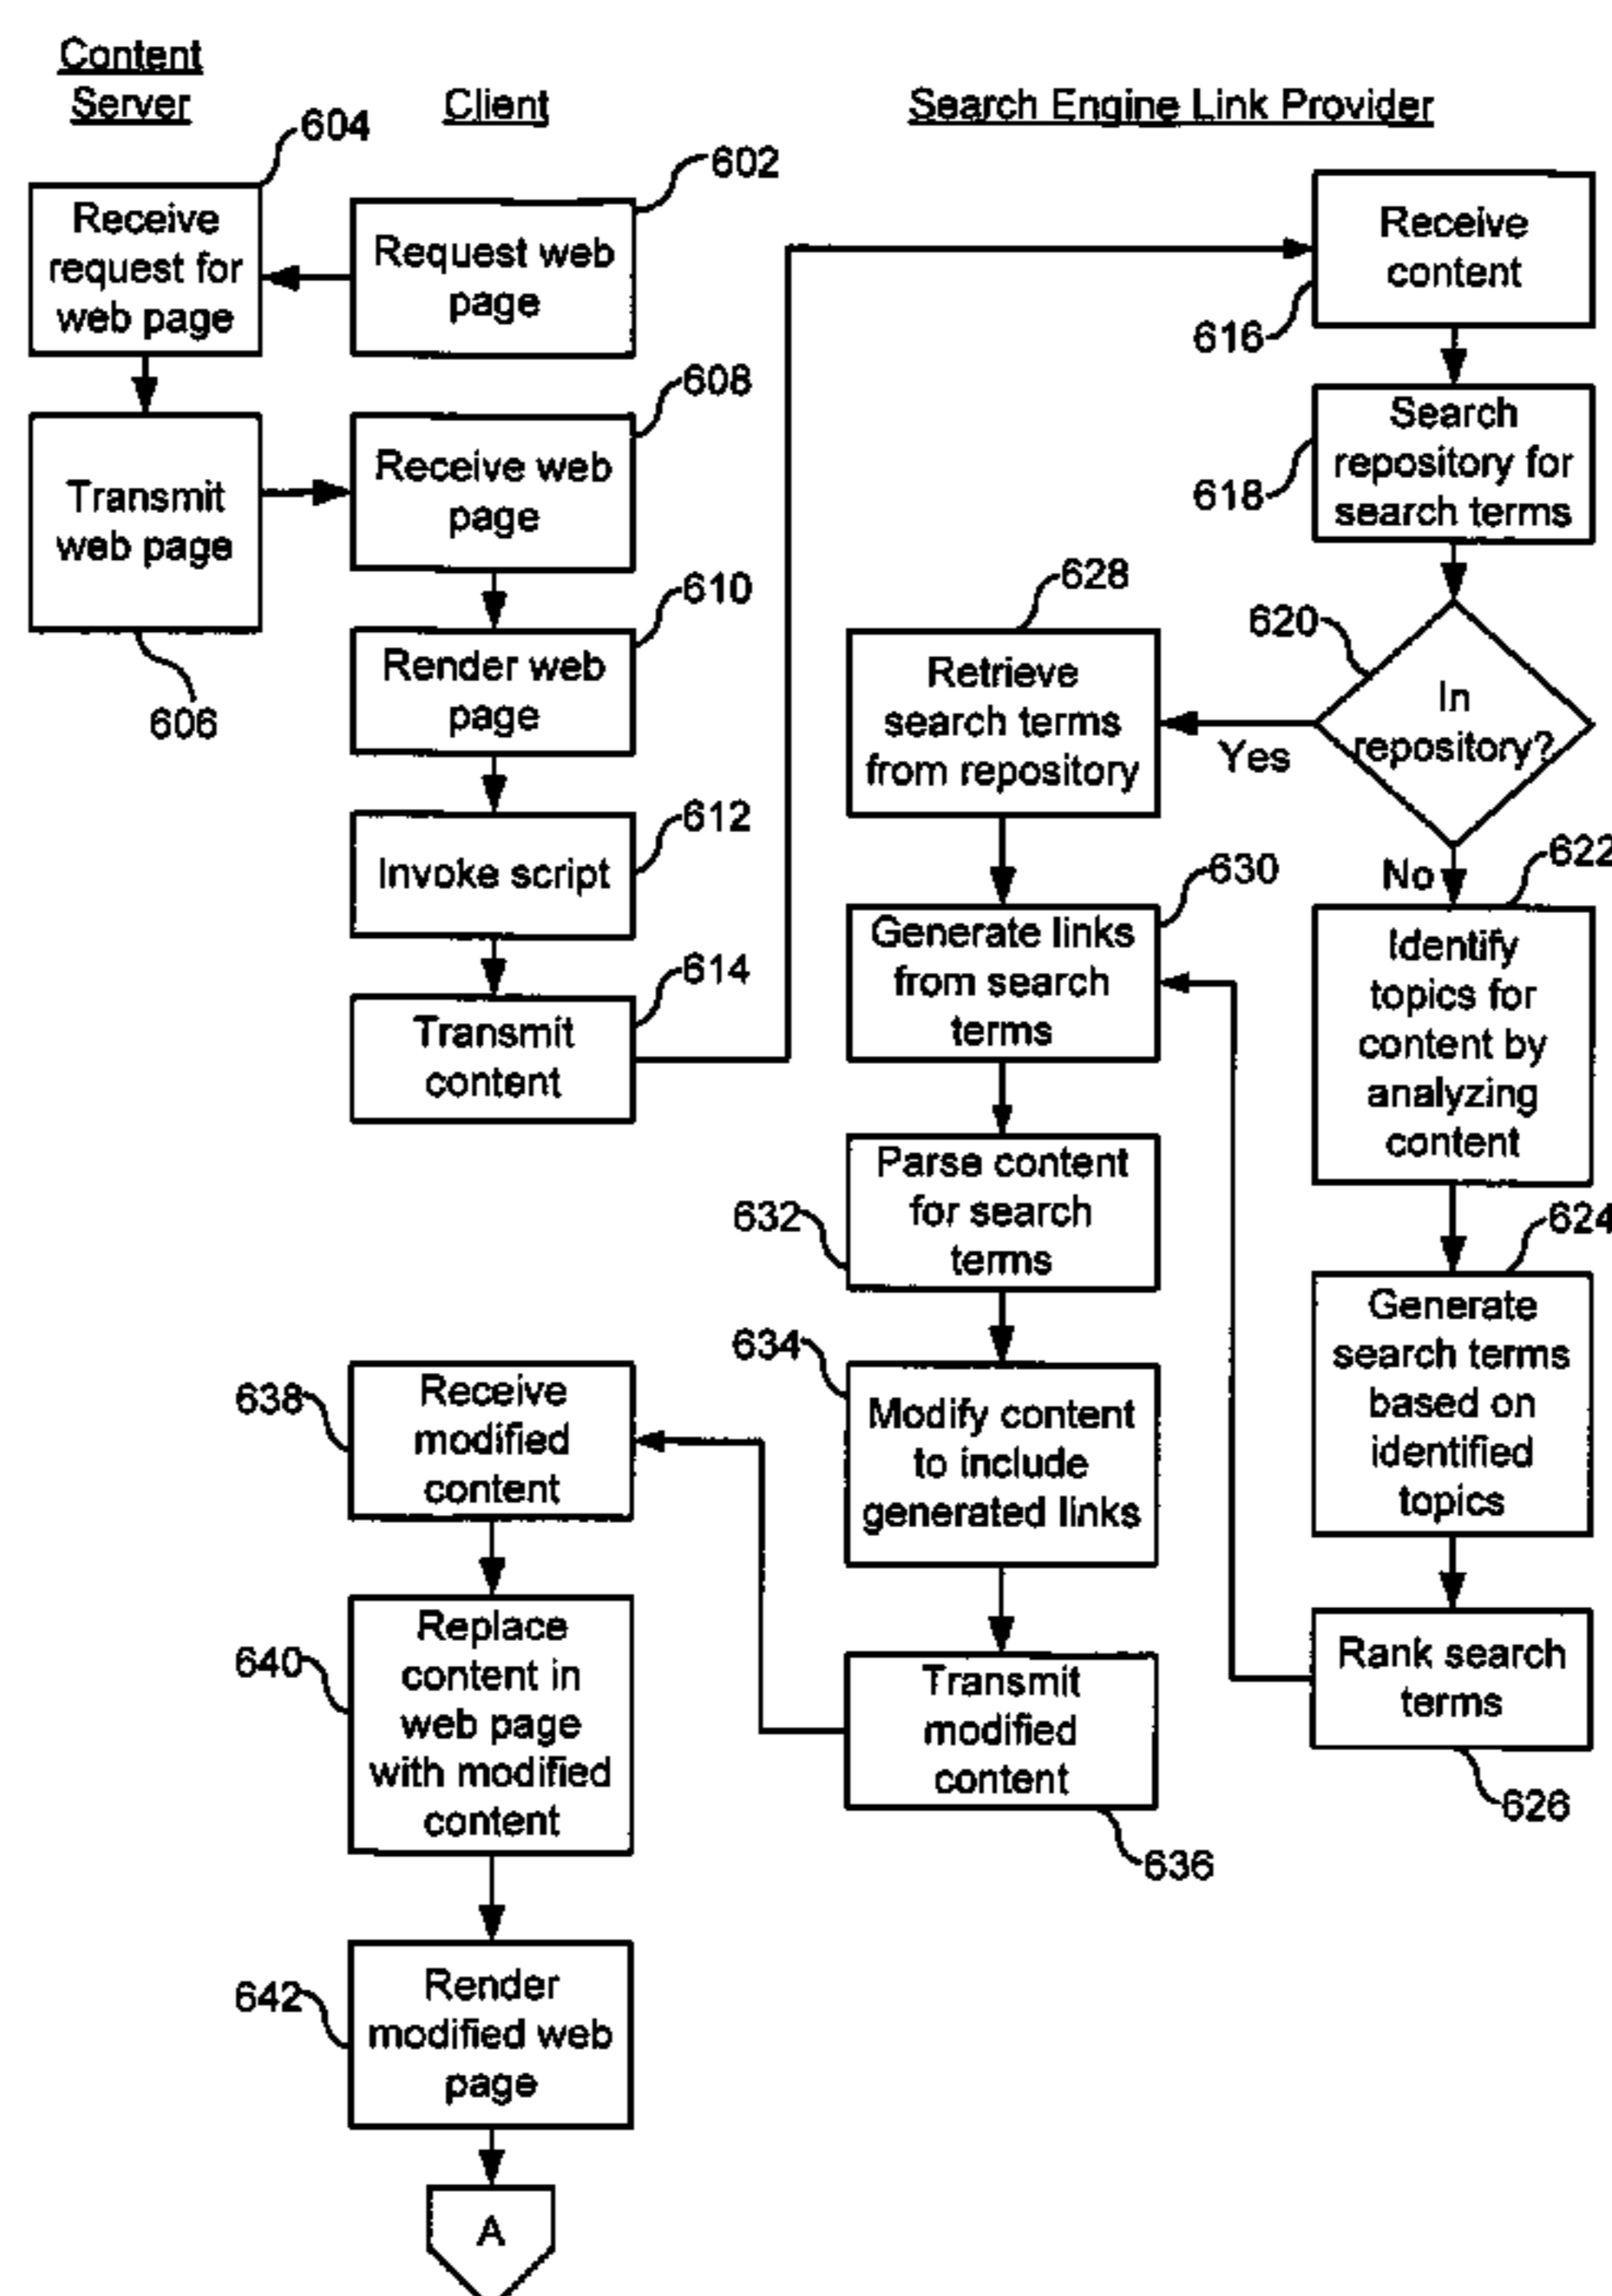 Content
Server
Client
Search Engine Link Provider
604
Receive
request for
web page
602
Request web
page
Transmit
web page
606
608
Receive web
page
610
Render web
page
612
Invoke script
614
Transmit
content
Receive
content
616
Search
repository for
search terms
618
620
In
repository?
Yes
No
628
Retrieve
search terms
from repository
622
Identify
topics for
content by
analyzing
content
624
Generate
search terms
based on
identified
topics
Rank search
terms
626
630
Generate links
from search
terms
632
Parse content
for search
terms
634
Modify content
to include
generated links
Transmit
modified
content
636
638
Receive
modified
content
640
Replace
content in
web page
with modified
content
642
Render
modified web
page
A